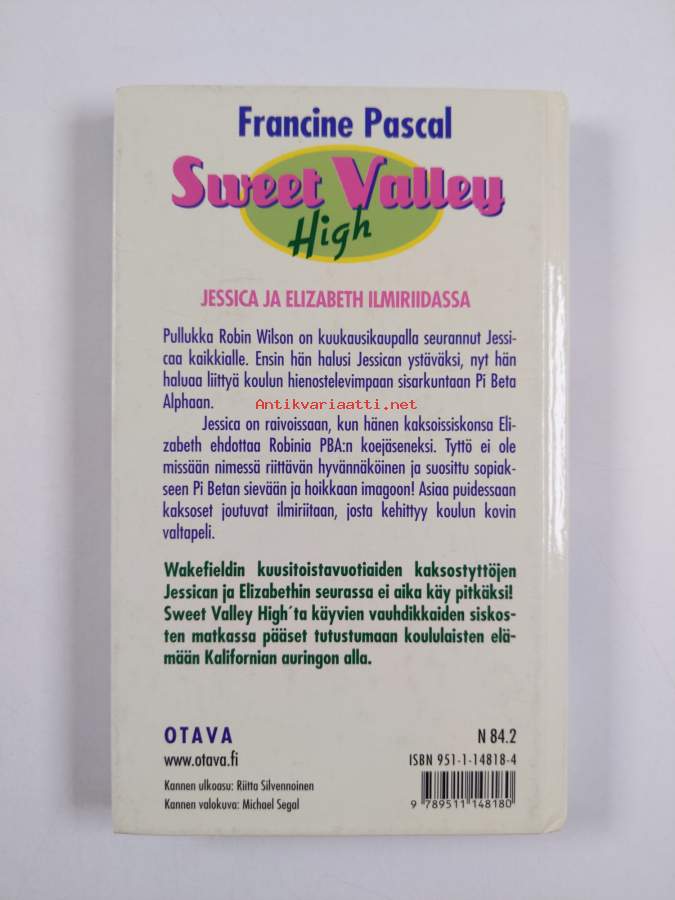 Francine Pascal
Sweet Valley
High
JESSICA JA ELIZABETH ILMIRIIDASSA
Pullukka Robin Wilson on kuukausikaupalla seurannut Jessi-
caa kaikkialle. Ensin hän halusi Jessican ystäväksi, nyt hän
haluaa liittyä koulun hienostelevimpaan sisarkuntaan Pi Beta
Alphaan.
Antikvariaatti.net
Jessica on raivoissaan, kun hänen kaksoissiskonsa Eli-
zabeth ehdottaa Robinia PBA:n koejäseneksi. Tyttö ei ole
missään nimessä riittävän hyvännäköinen ja suosittu sopiak-
seen Pi Betan sievään ja hoikkaan imagoon! Asiaa puidessaan
kaksoset joutuvat ilmiriitaan, josta kehittyy koulun kovin
valtapeli.
Wakefieldin kuusitoistavuotiaiden kaksostyttöjen
Jessican ja Elizabethin seurassa ei aika käy pitkäksi!
Sweet Valley High´ta käyvien vauhdikkaiden siskos-
ten matkassa pääset tutustumaan koululaisten elä-
mään Kalifornian auringon alla.
OTAVA
www.otava.fi
Kannen ulkoasu: Riitta Silvennoinen
Kannen valokuva: Michael Segal
N 84.2
ISBN 951-1-14818-4
9 789511 148180